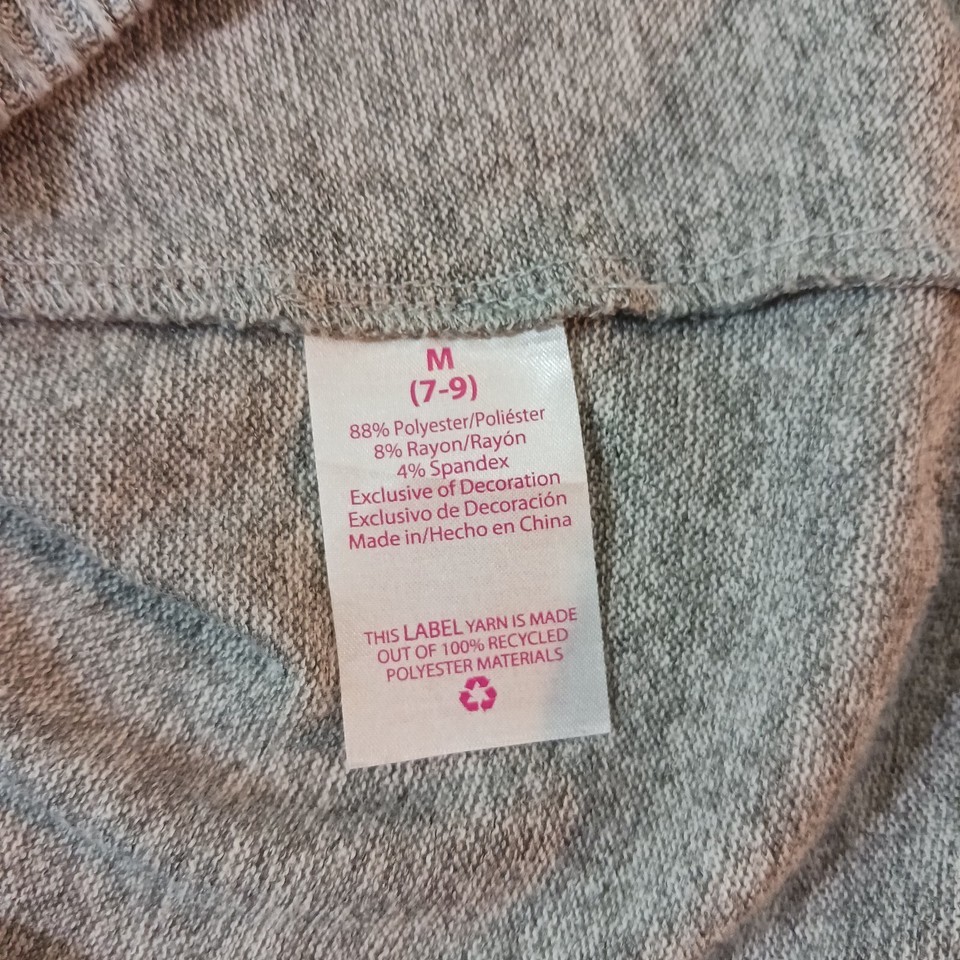 M
(7-9)
88% Polyester/Poliéster
8% Rayon/Rayón
4% Spandex
Exclusive of Decoration
Exclusivo de Decoración
Made in/Hecho en China
THIS LABEL YARN IS MADE
OUT OF 100% RECYCLED
POLYESTER MATERIALS